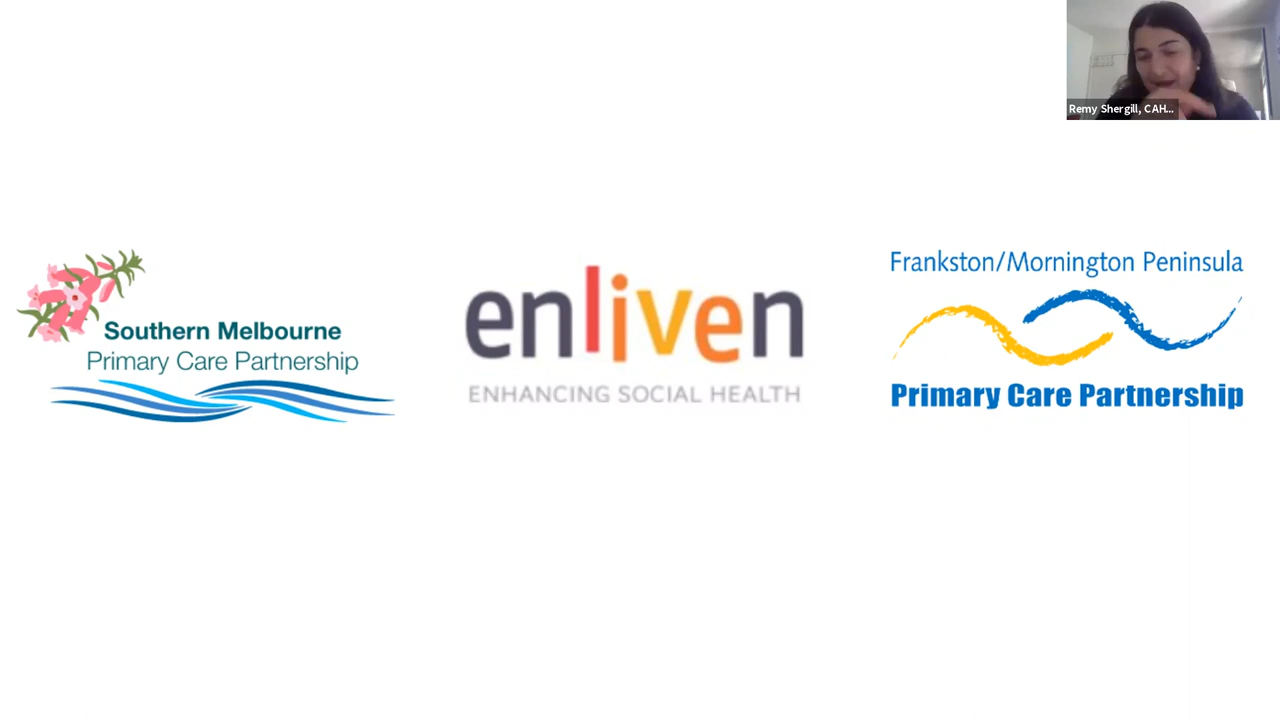 Remy Shergill, CAH...
Southern Melbourne
Primary Care Partnership
enliven
ENHANCING SOCIAL HEALTH
Frankston/Mornington Peninsula
Primary Care Partnership